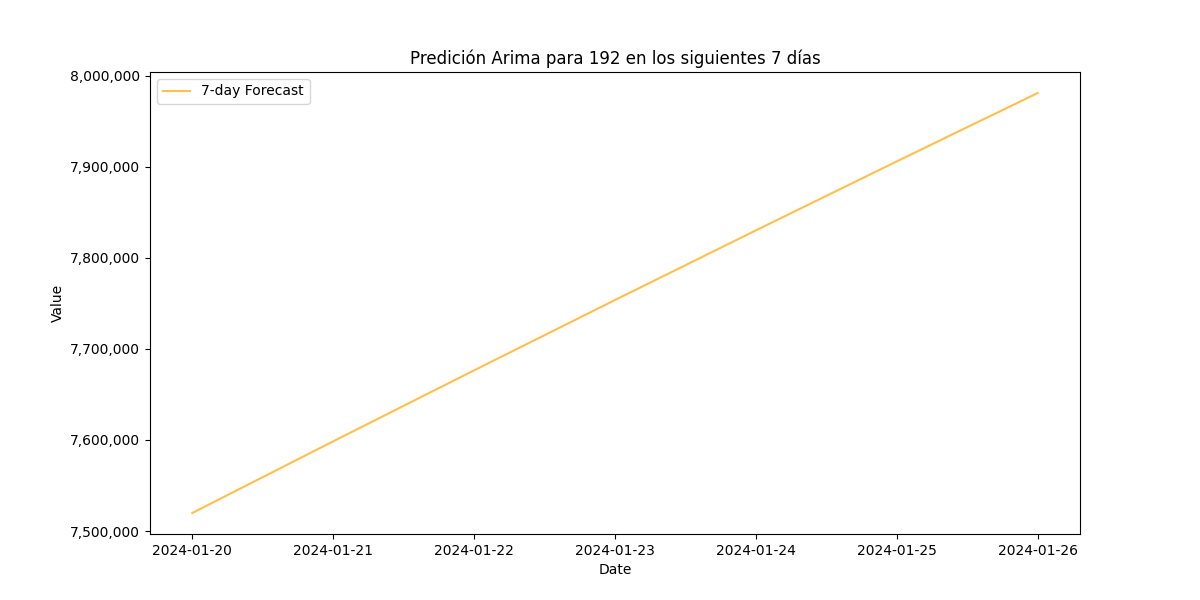 Predición Arima para 192 en los siguientes 7 días
7-day Forecast
8,000,000
7,900,000
7,800,000
7,700,000
7,600,000
7,500,000
Value
2024-01-20 2024-01-21 2024-01-22 2024-01-23 2024-01-24 2024-01-25 2024-01-26
Date